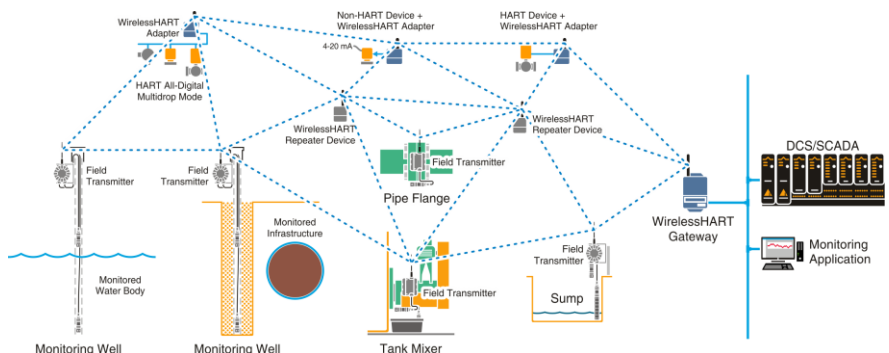 WirelessHART
Adapter
HART All-Digital
Multidrop Mode
Non-HART Device +
WirelessHART Adapter
4-20 mA
HART Device +
WirelessHART Adapter
WirelessHART
Repeater Device
WirelessHART
Repeater Device
DCS/SCADA
Field
Transmitter
Field
Transmitter
Field Transmitter
Pipe Flange
WirelessHART
Gateway
Monitored
Infrastructure
Field
Transmitter
Monitoring
Application
Monitored
Water Body
Field Transmitter
Sump
Monitoring Well
Monitoring Well
Tank Mixer